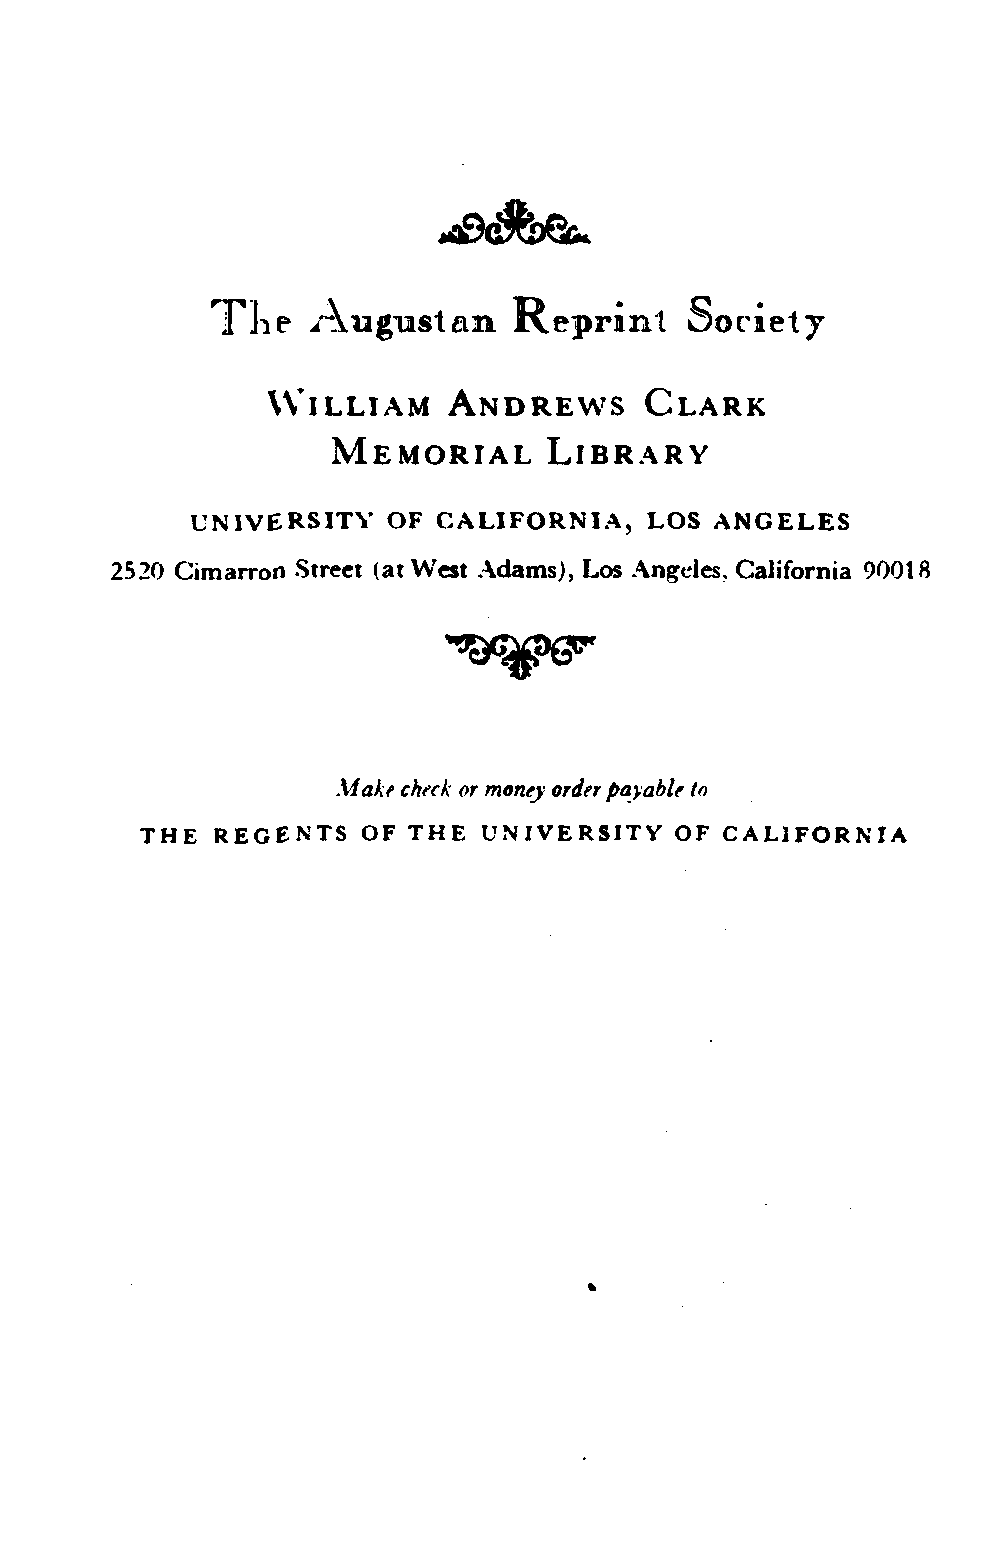 The Augustan Reprint Society
WILLIAM ANDREWS CLARK
MEMORIAL LIBRARY
UNIVERSITY OF CALIFORNIA, LOS ANGELES
2520 Cimarron Street (at West Adams), Los Angeles, California 90018
Make check or money order payable to
THE REGENTS OF THE UNIVERSITY OF CALIFORNIA